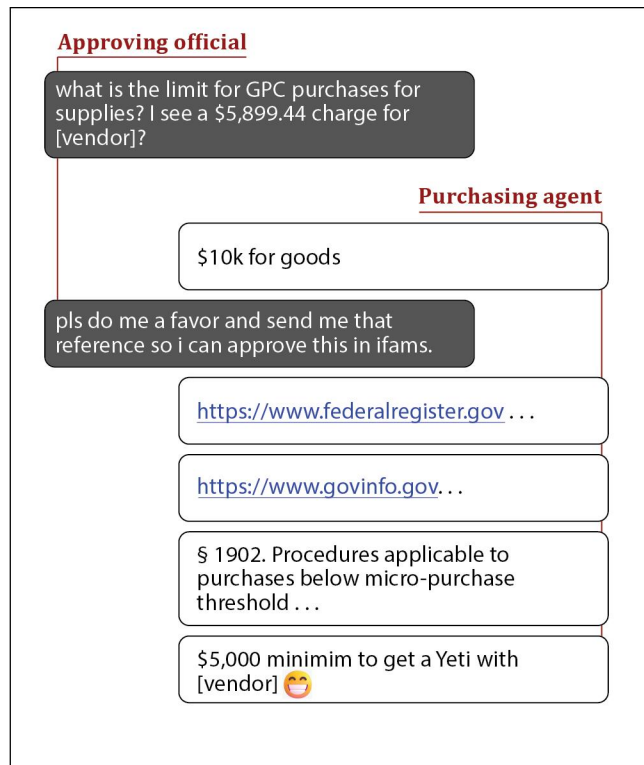 Approving official
what is the limit for GPC purchases for
supplies? I see a $5,899.44 charge for
[vendor]?
Purchasing agent
$10k for goods
pls do me a favor and send me that
reference so i can approve this in ifams.
https://www.federalregister.gov . . .
https://www.govinfo.gov. . .
§ 1902. Procedures applicable to
purchases below micro-purchase
threshold . . .
$5,000 minimim to get a Yeti with
[vendor] 😁